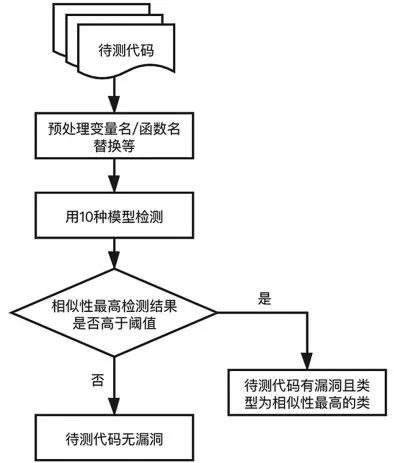 待测代码
预处理变量名/函数名
替换等
用10种模型检测
相似性最高检测结果
是否高于阈值
是
否
待测代码有漏洞且类
型为相似性最高的类
待测代码无漏洞